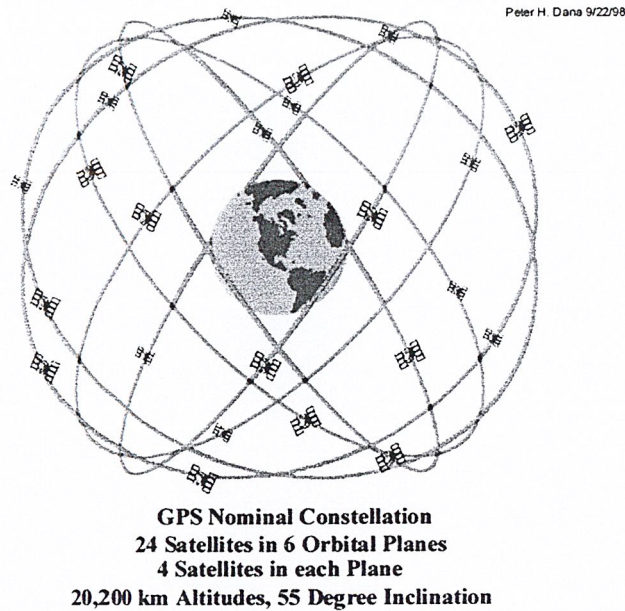 Peter H. Dana 9/22/98
GPS Nominal Constellation
24 Satellites in 6 Orbital Planes
4 Satellites in each Plane
20,200 km Altitudes, 55 Degree Inclination